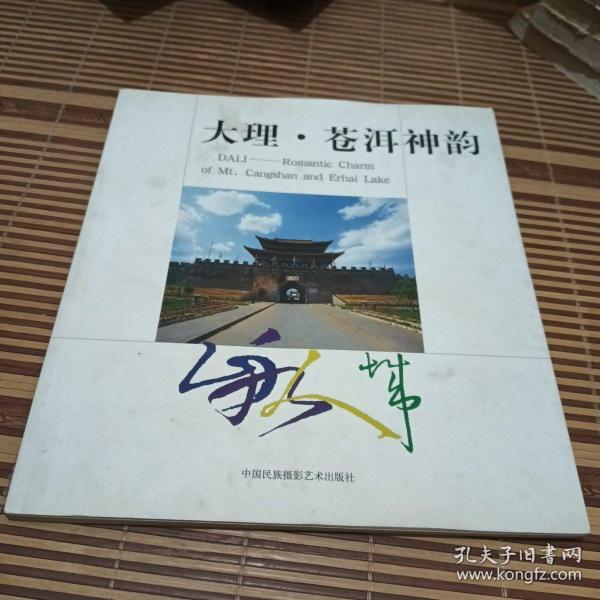 大理·苍洱神韵
DALI——Romantic Charm
of Mt. Cangshan and Erhai Lake
中国民族摄影艺术出版社
孔夫子旧书网
www.kongfz.com